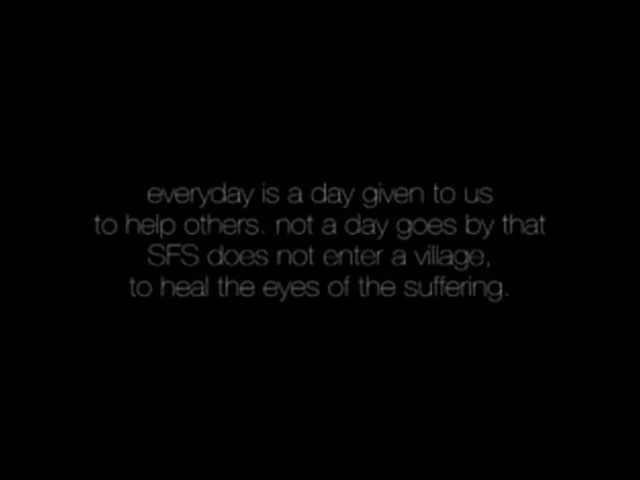 everyday is a day given to us
to help others. not a day goes by that
SFS does not enter a village,
to heal the eyes of the suffering.